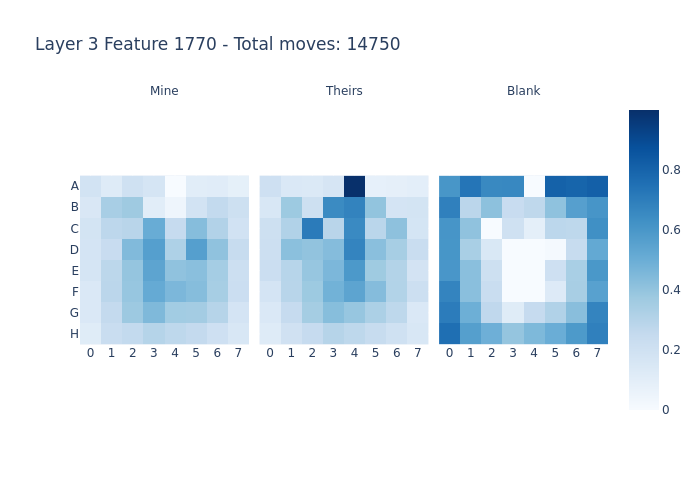 Layer 3 Feature 1770 - Total moves: 14750
Mine Theirs Blank
A
B
C
D
E
F
G
H
0 1 2 3 4 5 6 7 0 1 2 3 4 5 6 7 0 1 2 3 4 5 6 7
0.8
0.6
0.4
0.2
0